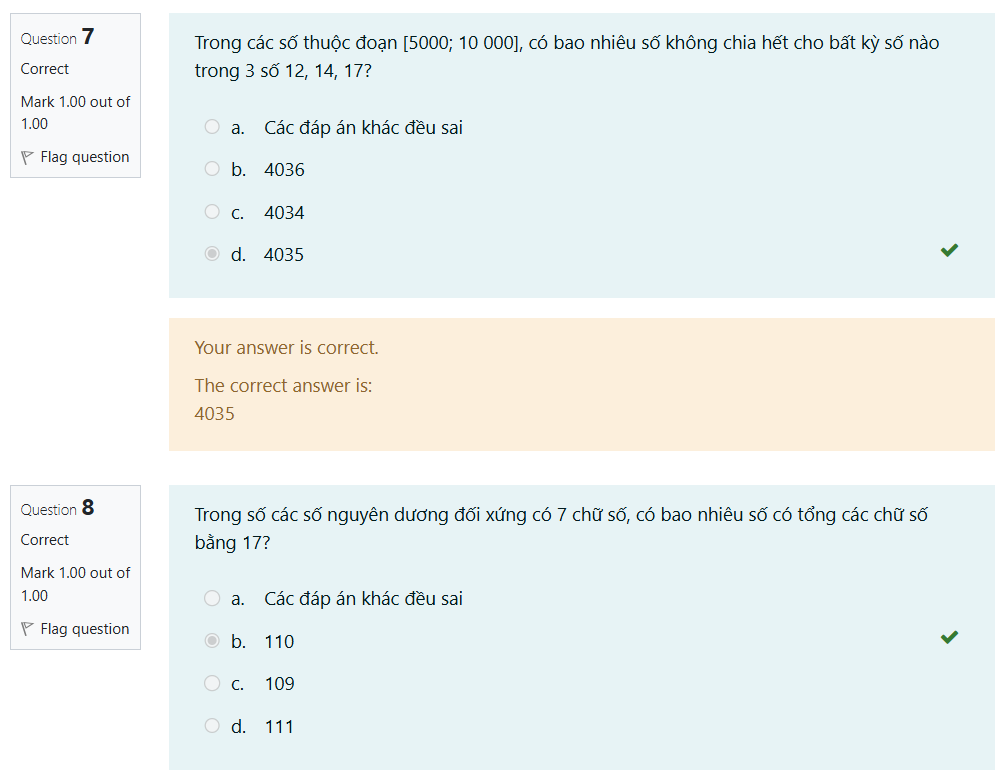 Question 7
Correct
Mark 1.00 out of
1.00
Flag question
Trong các số thuộc đoạn [5000; 10 000], có bao nhiêu số không chia hết cho bất kỳ số nào
trong 3 số 12, 14, 17?
a. Các đáp án khác đều sai
b. 4036
c. 4034
d. 4035
Your answer is correct.
The correct answer is:
4035
Question 8
Correct
Mark 1.00 out of
1.00
Flag question
Trong số các số nguyên dương đối xứng có 7 chữ số, có bao nhiêu số có tổng các chữ số
bằng 17?
a. Các đáp án khác đều sai
b. 110
c. 109
d. 111